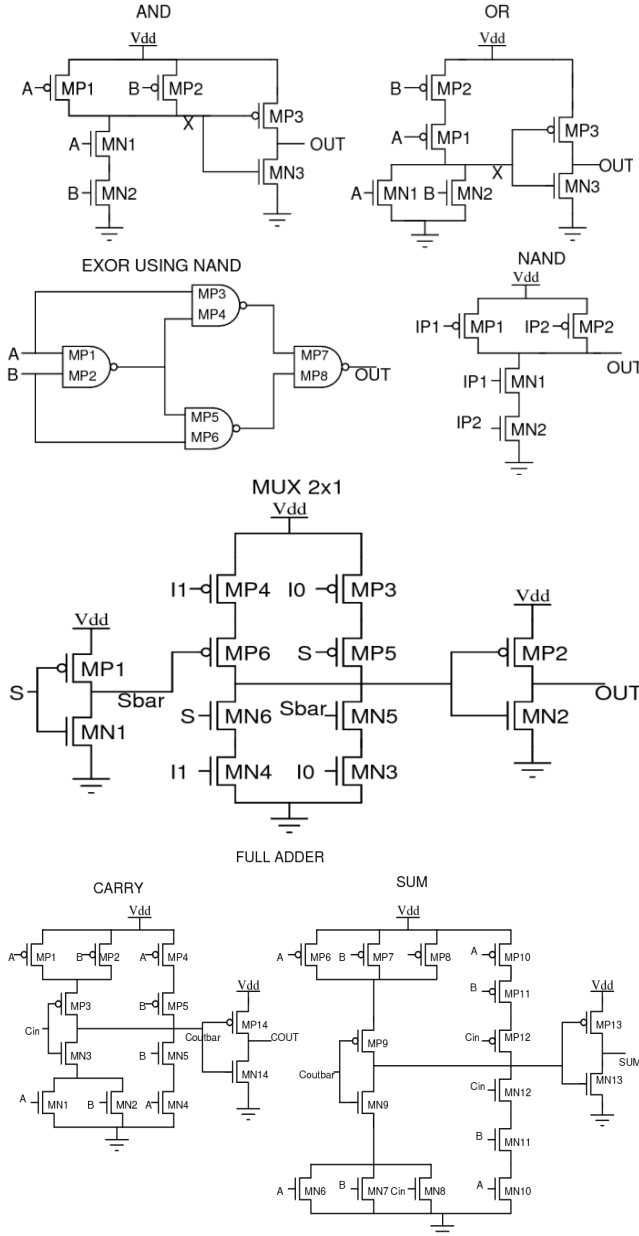 AND
Vdd
A MP1 B MP2
MP3
X
A MN1
OUT
B MN2
MN3
OR
Vdd
B MP2
A MP1
MP3
X
OUT
A MN1 B MN2
MN3
EXOR USING NAND
MP3
MP4
A MP1
B MP2
MP7
MP8
OUT
MP5
MP6
NAND
Vdd
IP1 MP1 IP2 MP2
OUT
IP1 MN1
IP2 MN2
MUX 2x1
Vdd
I1 MP4 I0 MP3
Vdd
Vdd
MP1
MP6 S MP5
MP2
S
Sbar
OUT
MN1
S MN6 Sbar MN5
MN2
I1 MN4 I0 MN3
FULL ADDER
CARRY
Vdd
A MP1 B MP2 A MP4
MP3
B MP5
Vdd
MP14
Cin
Coutbar
COUT
MN3
B MN5
MN14
A MN1 B MN2 A MN4
SUM
Vdd
A MP6 B MP7 MP8 A MP10
B MP11
Vdd
MP9
Cin MP12
MP13
Coutbar
SUM
MN9
Cin MN12
MN13
B MN11
A MN6 B MN7 Cin MN8 A MN10